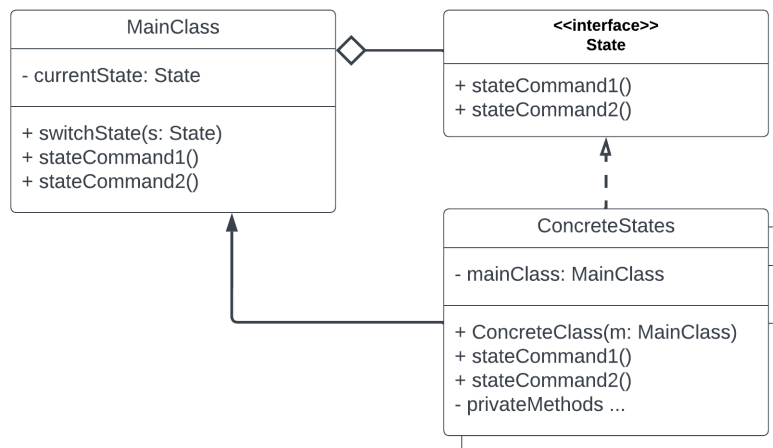 MainClass
- currentState: State
+ switchState(s: State)
+ stateCommand1()
+ stateCommand2()
<<interface>>
State
+ stateCommand1()
+ stateCommand2()
ConcreteStates
- mainClass: MainClass
+ ConcreteClass(m: MainClass)
+ stateCommand1()
+ stateCommand2()
- privateMethods ...